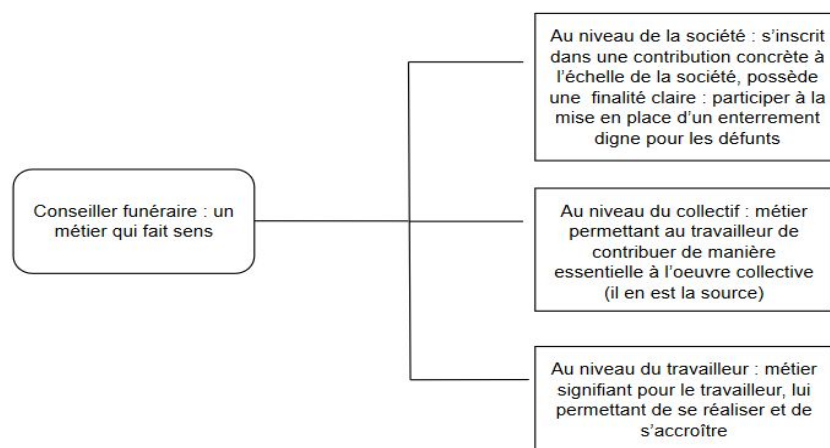 Au niveau de la société : s'inscrit
dans une contribution concrète à
l'échelle de la société, possède
une finalité claire : participer à la
mise en place d'un enterrement
digne pour les défunts
Conseiller funéraire : un
métier qui fait sens
Au niveau du collectif : métier
permettant au travailleur de
contribuer de manière
essentielle à l'oeuvre collective
(il en est la source)
Au niveau du travailleur : métier
signifiant pour le travailleur, lui
permettant de se réaliser et de
s'accroître